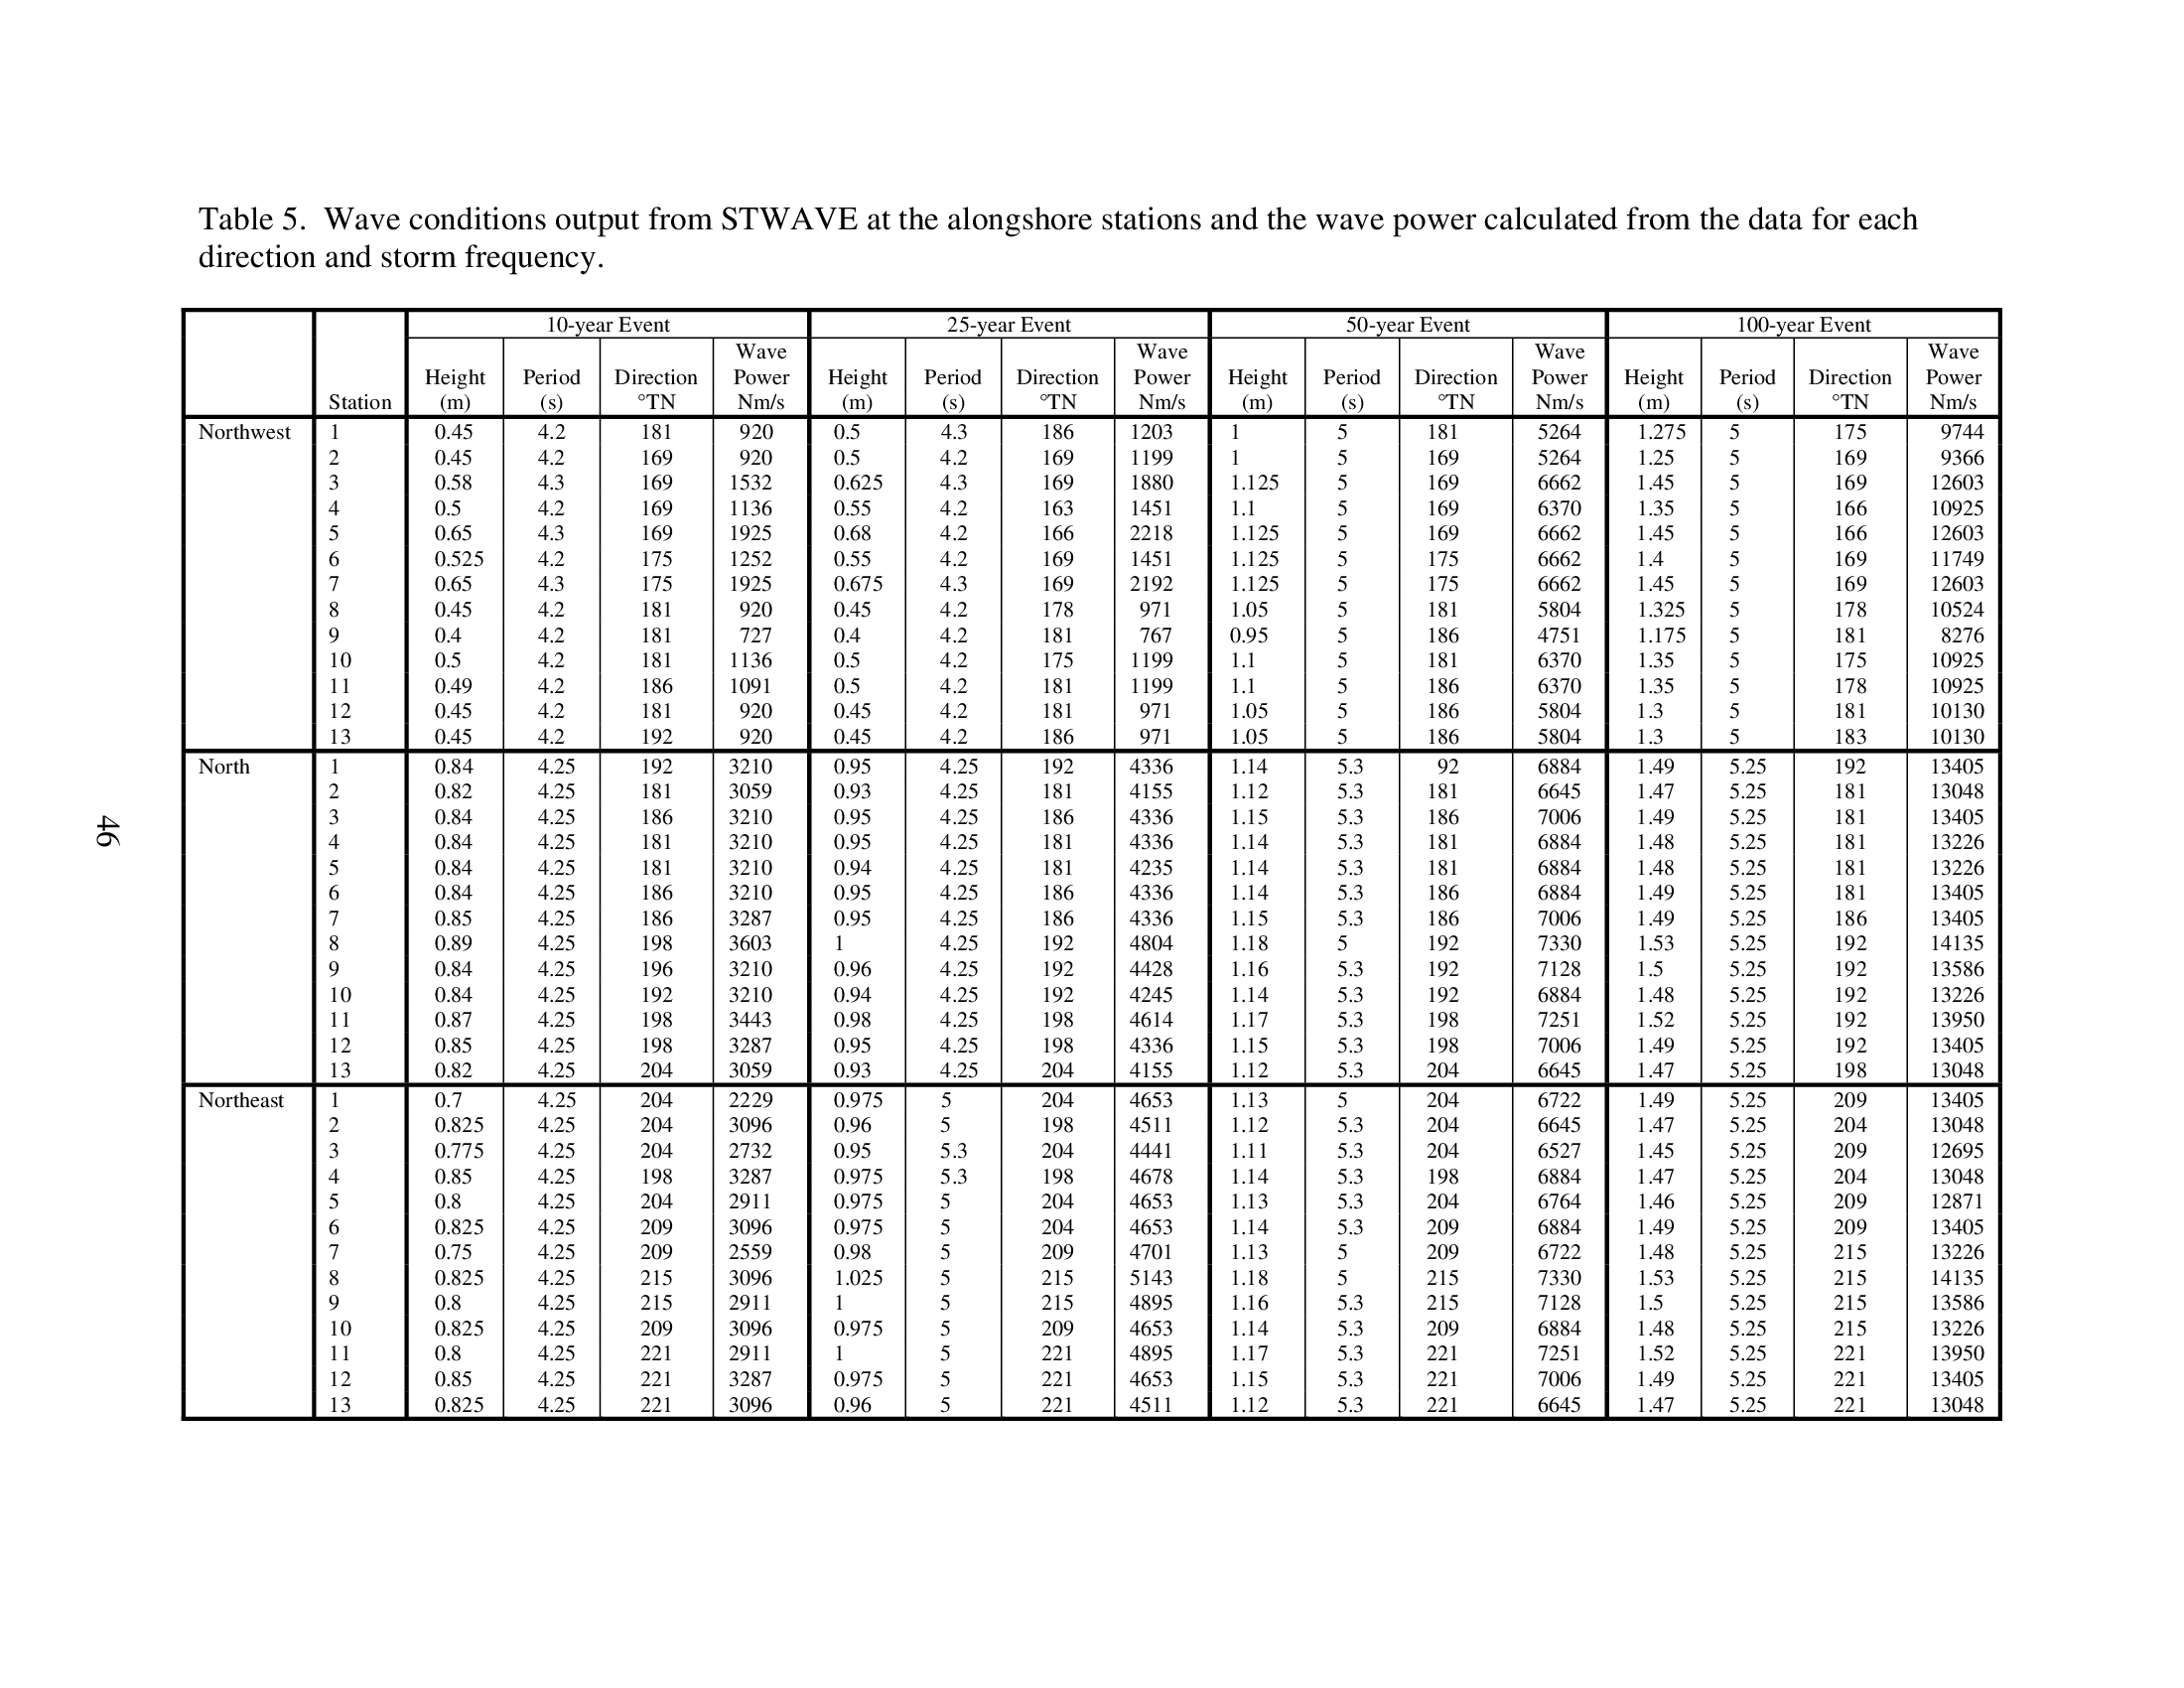 Table 5. Wave conditions output from STWAVE at the alongshore stations and the wave power calculated from the data for each
direction and storm frequency.
10-year Event 25-year Event 50-year Event 100-year Event
Wave Wave Wave Wave
Height Period Direction Power Height Period Direction Power Height Period Direction Power Height Period Direction Power
Station (m) (s) °TN Nm/s (m) (s) °TN Nm/s (m) (s) °TN Nm/s (m) (s) °TN Nm/s
Northwest 1 0.45 4.2 181 920 0.5 4.3 186 1203 1 5 181 5264 1.275 5 175 9744
2 0.45 4.2 169 920 0.5 4.2 169 1199 1 5 169 5264 1.25 5 169 9366
3 0.58 4.3 169 1532 0.625 4.3 169 1880 1.125 5 169 6662 1.45 5 169 12603
4 0.5 4.2 169 1136 0.55 4.2 163 1451 1.1 5 169 6370 1.35 5 166 10925
5 0.65 4.3 169 1925 0.68 4.2 166 2218 1.125 5 169 6662 1.45 5 166 12603
6 0.525 4.2 175 1252 0.55 4.2 169 1451 1.125 5 175 6662 1.4 5 169 11749
7 0.65 4.3 175 1925 0.675 4.3 169 2192 1.125 5 175 6662 1.45 5 169 12603
8 0.45 4.2 181 920 0.45 4.2 178 971 1.05 5 181 5804 1.325 5 178 10524
9 0.4 4.2 181 727 0.4 4.2 181 767 0.95 5 186 4751 1.175 5 181 8276
10 0.5 4.2 181 1136 0.5 4.2 175 1199 1.1 5 181 6370 1.35 5 175 10925
11 0.49 4.2 186 1091 0.5 4.2 181 1199 1.1 5 186 6370 1.35 5 178 10925
12 0.45 4.2 181 920 0.45 4.2 181 971 1.05 5 186 5804 1.3 5 181 10130
13 0.45 4.2 192 920 0.45 4.2 186 971 1.05 5 186 5804 1.3 5 183 10130
North 1 0.84 4.25 192 3210 0.95 4.25 192 4336 1.14 5.3 92 6884 1.49 5.25 192 13405
2 0.82 4.25 181 3059 0.93 4.25 181 4155 1.12 5.3 181 6645 1.47 5.25 181 13048
3 0.84 4.25 186 3210 0.95 4.25 186 4336 1.15 5.3 186 7006 1.49 5.25 181 13405
4 0.84 4.25 181 3210 0.95 4.25 181 4336 1.14 5.3 181 6884 1.48 5.25 181 13226
5 0.84 4.25 181 3210 0.94 4.25 181 4235 1.14 5.3 181 6884 1.48 5.25 181 13226
6 0.84 4.25 186 3210 0.95 4.25 186 4336 1.14 5.3 186 6884 1.49 5.25 181 13405
7 0.85 4.25 186 3287 0.95 4.25 186 4336 1.15 5.3 186 7006 1.49 5.25 186 13405
8 0.89 4.25 198 3603 1 4.25 192 4804 1.18 5 192 7330 1.53 5.25 192 14135
9 0.84 4.25 196 3210 0.96 4.25 192 4428 1.16 5.3 192 7128 1.5 5.25 192 13586
10 0.84 4.25 192 3210 0.94 4.25 192 4245 1.14 5.3 192 6884 1.48 5.25 192 13226
11 0.87 4.25 198 3443 0.98 4.25 198 4614 1.17 5.3 198 7251 1.52 5.25 192 13950
12 0.85 4.25 198 3287 0.95 4.25 198 4336 1.15 5.3 198 7006 1.49 5.25 192 13405
13 0.82 4.25 204 3059 0.93 4.25 204 4155 1.12 5.3 204 6645 1.47 5.25 198 13048
Northeast 1 0.7 4.25 204 2229 0.975 5 204 4653 1.13 5 204 6722 1.49 5.25 209 13405
2 0.825 4.25 204 3096 0.96 5 198 4511 1.12 5.3 204 6645 1.47 5.25 204 13048
3 0.775 4.25 204 2732 0.95 5.3 204 4441 1.11 5.3 204 6527 1.45 5.25 209 12695
4 0.85 4.25 198 3287 0.975 5.3 198 4678 1.14 5.3 198 6884 1.47 5.25 204 13048
5 0.8 4.25 204 2911 0.975 5 204 4653 1.13 5.3 204 6764 1.46 5.25 209 12871
6 0.825 4.25 209 3096 0.975 5 204 4653 1.14 5.3 209 6884 1.49 5.25 209 13405
7 0.75 4.25 209 2559 0.98 5 209 4701 1.13 5 209 6722 1.48 5.25 215 13226
8 0.825 4.25 215 3096 1.025 5 215 5143 1.18 5 215 7330 1.53 5.25 215 14135
9 0.8 4.25 215 2911 1 5 215 4895 1.16 5.3 215 7128 1.5 5.25 215 13586
10 0.825 4.25 209 3096 0.975 5 209 4653 1.14 5.3 209 6884 1.48 5.25 215 13226
11 0.8 4.25 221 2911 1 5 221 4895 1.17 5.3 221 7251 1.52 5.25 221 13950
12 0.85 4.25 221 3287 0.975 5 221 4653 1.15 5.3 221 7006 1.49 5.25 221 13405
13 0.825 4.25 221 3096 0.96 5 221 4511 1.12 5.3 221 6645 1.47 5.25 221 13048
46